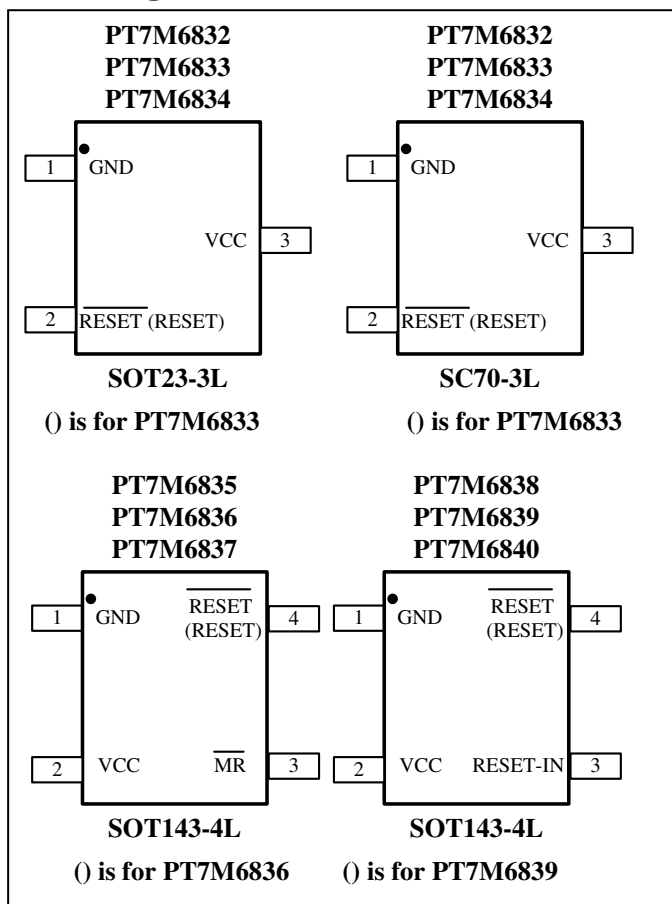 PT7M6832
PT7M6833
PT7M6834
1
GND
VCC
3
2
RESET (RESET)
SOT23-3L
() is for PT7M6833
PT7M6832
PT7M6833
PT7M6834
1
GND
VCC
3
2
RESET (RESET)
SC70-3L
() is for PT7M6833
PT7M6835
PT7M6836
PT7M6837
1
GND
RESET
(RESET)
4
2
VCC
MR
3
SOT143-4L
() is for PT7M6836
PT7M6838
PT7M6839
PT7M6840
1
GND
RESET
(RESET)
4
2
VCC
RESET-IN
3
SOT143-4L
() is for PT7M6839